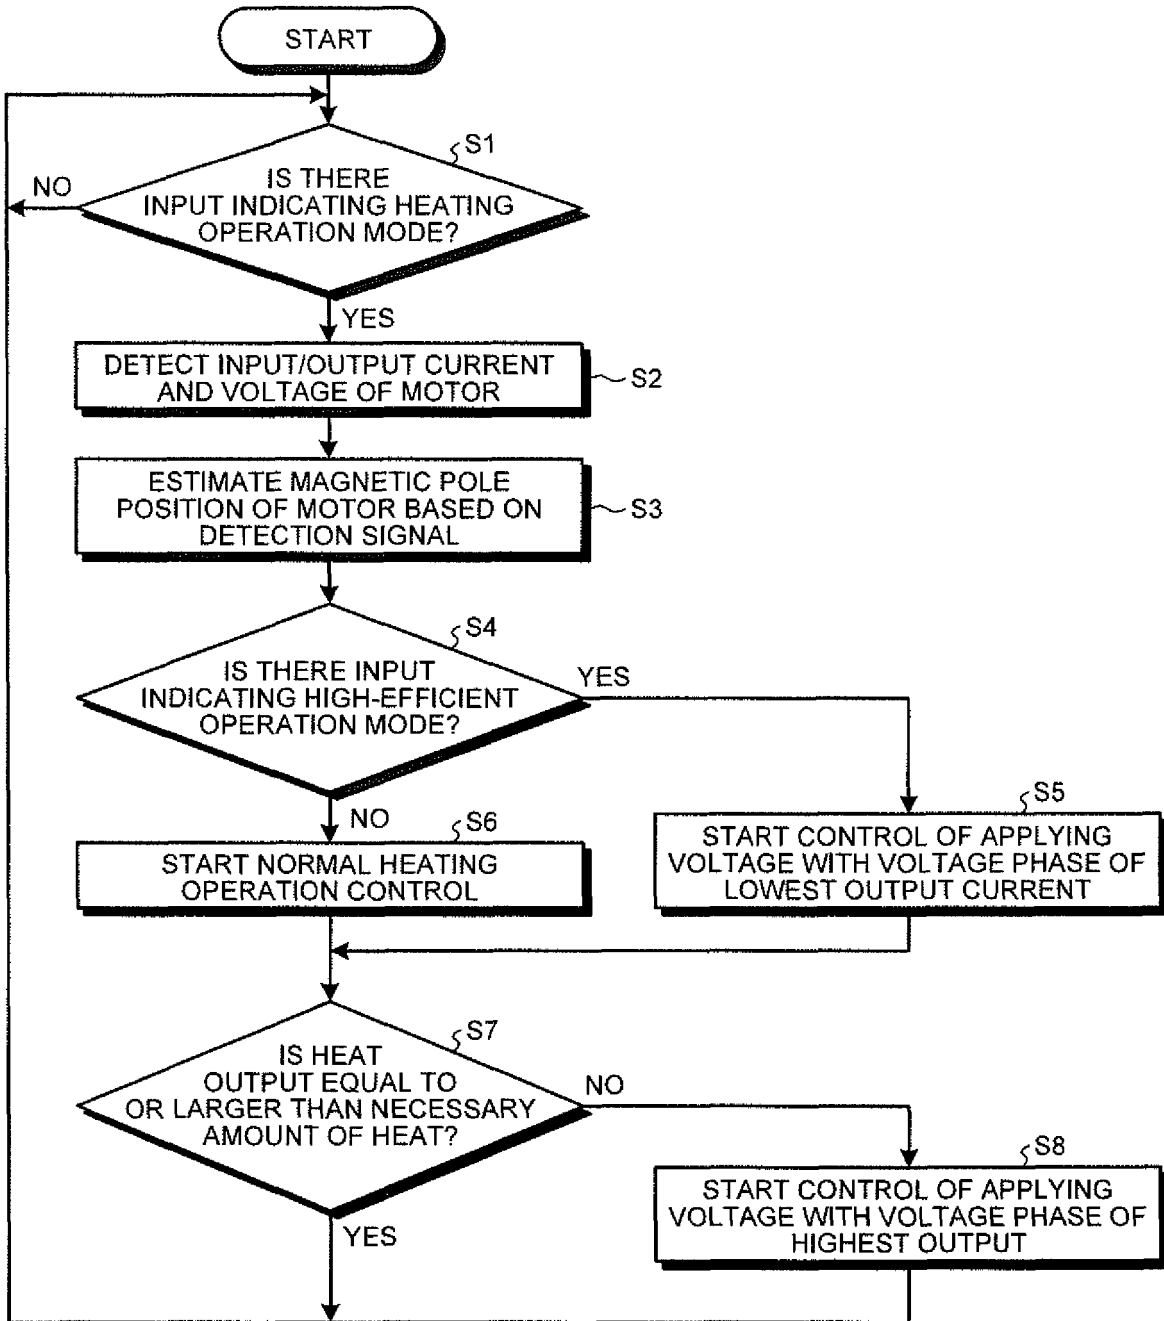 START
S1
IS THERE
INPUT INDICATING HEATING
OPERATION MODE?
NO
YES
DETECT INPUT/OUTPUT CURRENT
AND VOLTAGE OF MOTOR
S2
ESTIMATE MAGNETIC POLE
POSITION OF MOTOR BASED ON
DETECTION SIGNAL
S3
S4
IS THERE INPUT
INDICATING HIGH-EFFICIENT
OPERATION MODE?
YES
NO
S5
START CONTROL OF APPLYING
VOLTAGE WITH VOLTAGE PHASE OF
LOWEST OUTPUT CURRENT
S6
START NORMAL HEATING
OPERATION CONTROL
S7
IS HEAT
OUTPUT EQUAL TO
OR LARGER THAN NECESSARY
AMOUNT OF HEAT?
NO
YES
S8
START CONTROL OF APPLYING
VOLTAGE WITH VOLTAGE PHASE OF
HIGHEST OUTPUT